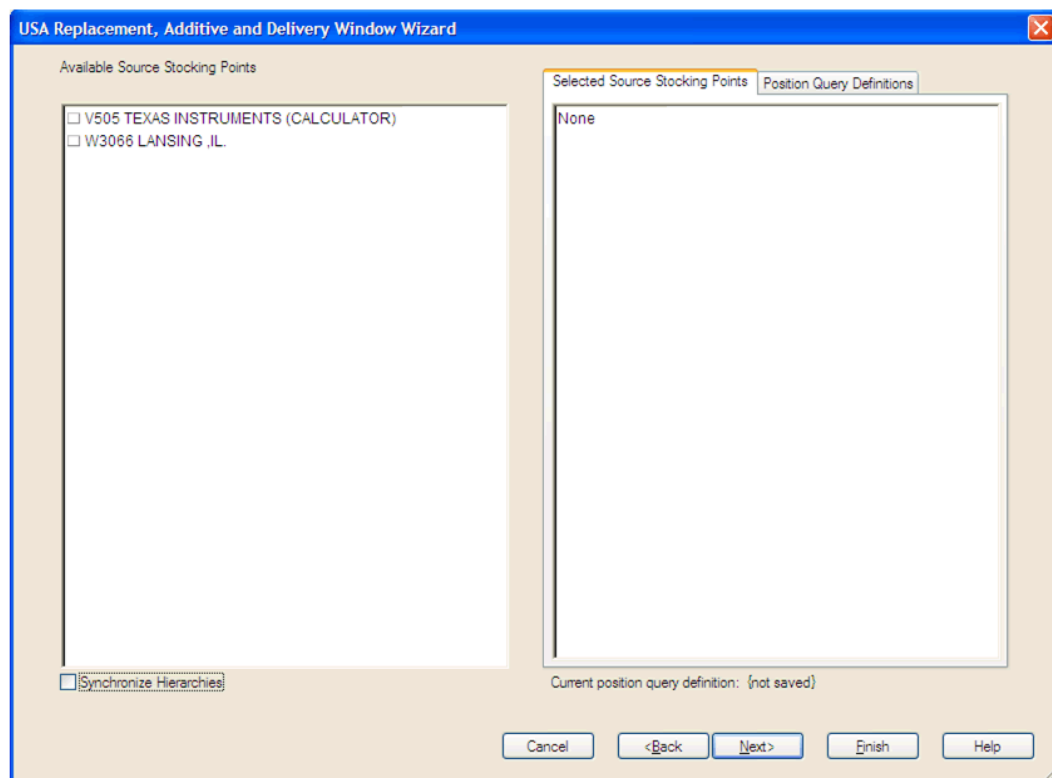 USA Replacement, Additive and Delivery Window Wizard
Available Source Stocking Points
Selected Source Stocking Points
Position Query Definitions
V505 TEXAS INSTRUMENTS (CALCULATOR)
W3066 LANSING ,IL.
None
Synchronize Hierarchies
Current position query definition: {not saved}
Cancel
<Back
Next>
Finish
Help